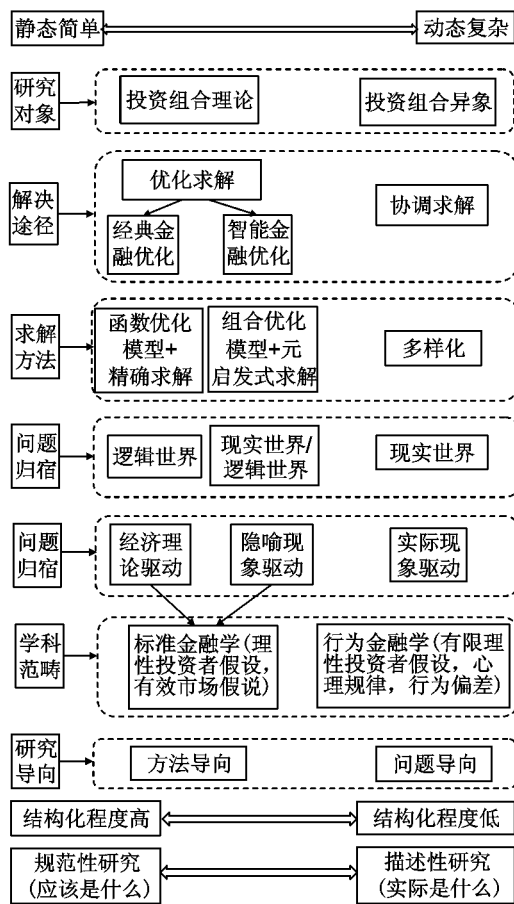 静态简单
动态复杂
研究
对象
投资组合理论
投资组合异象
解决
途径
优化求解
经典金
融优化
智能金
融优化
协调求解
求解
方法
函数优化
模型+
精确求解
组合优化
模型+元
启发式求解
多样化
问题
归宿
逻辑世界
现实世界/
逻辑世界
现实世界
问题
归宿
经济理
论驱动
隐喻现
象驱动
实际现
象驱动
学科
范畴
标准金融学(理
性投资者假设,
有效市场假说)
行为金融学(有限理
性投资者假设，心
理规律，行为偏差)
研究
导向
方法导向
问题导向
结构化程度高
结构化程度低
规范性研究
(应该是什么)
描述性研究
(实际是什么)